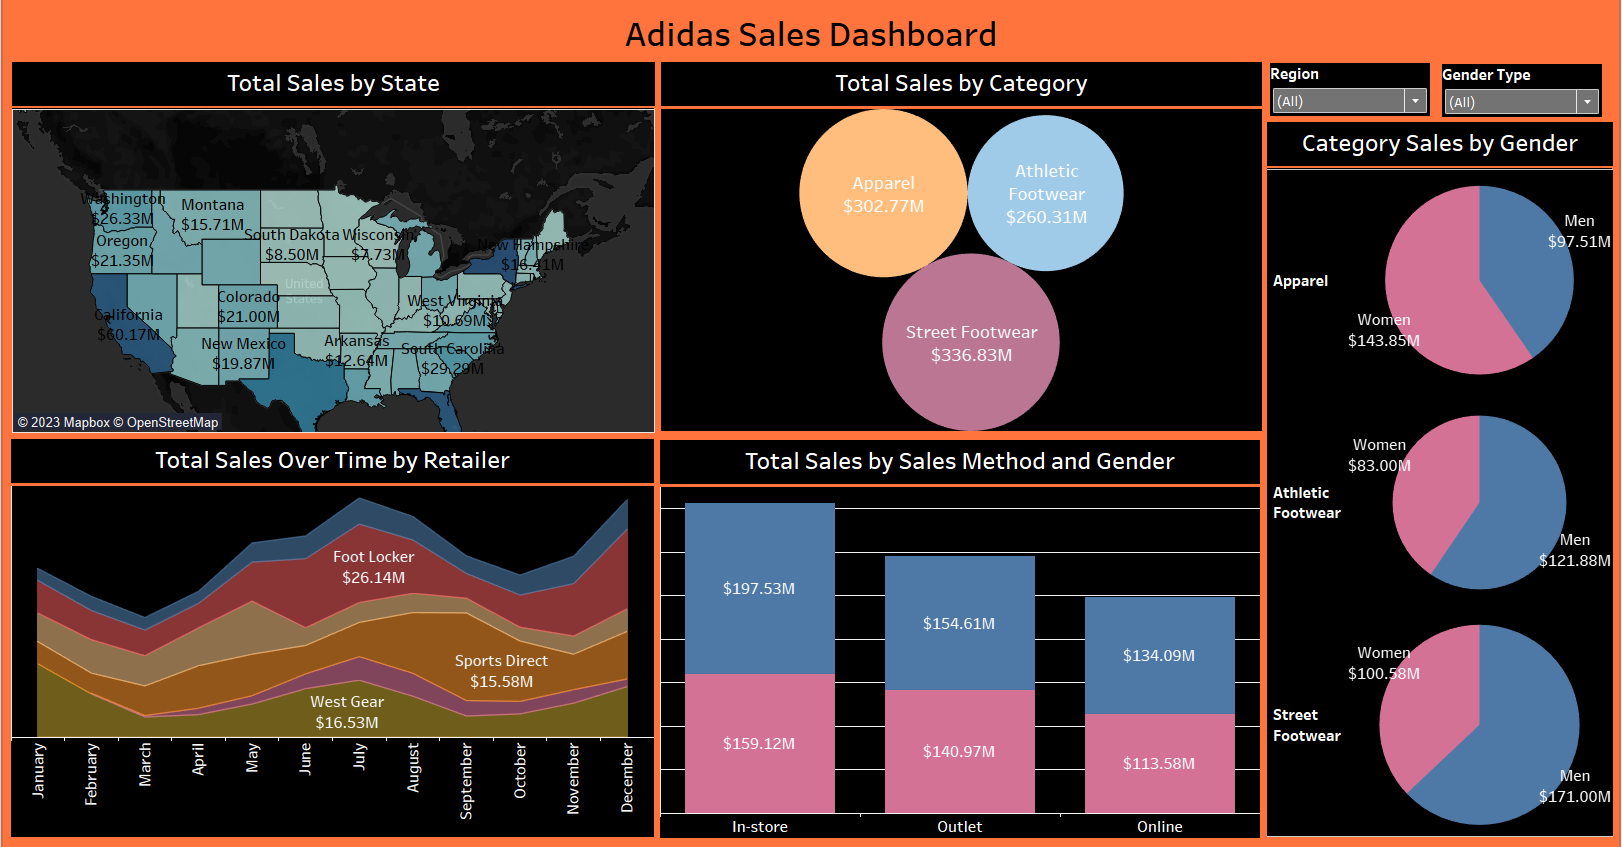 Adidas Sales Dashboard
Total Sales by State
Washington
$26.33M
Montana
$15.71M
Oregon
$21.35M
South Dakota
$8.50M
Wisconsin
$7.73M
New Hampshire
$16.41M
United
States
Colorado
$21.00M
California
$60.17M
West Virginia
$10.69M
New Mexico
$19.87M
Arkansas
$12.64M
South Carolina
$29.29M
© 2023 Mapbox © OpenStreetMap
Total Sales by Category
Apparel
$302.77M
Athletic
Footwear
$260.31M
Street Footwear
$336.83M
Region
(All)
Gender Type
(All)
Category Sales by Gender
Apparel
Men
$97.51M
Women
$143.85M
Athletic
Footwear
Women
$83.00M
Men
$121.88M
Street
Footwear
Women
$100.58M
Men
$171.00M
Total Sales Over Time by Retailer
Foot Locker
$26.14M
Sports Direct
$15.58M
West Gear
$16.53M
January
February
March
April
May
June
July
August
September
October
November
December
Total Sales by Sales Method and Gender
$197.53M
$154.61M
$134.09M
$159.12M
$140.97M
$113.58M
In-store
Outlet
Online